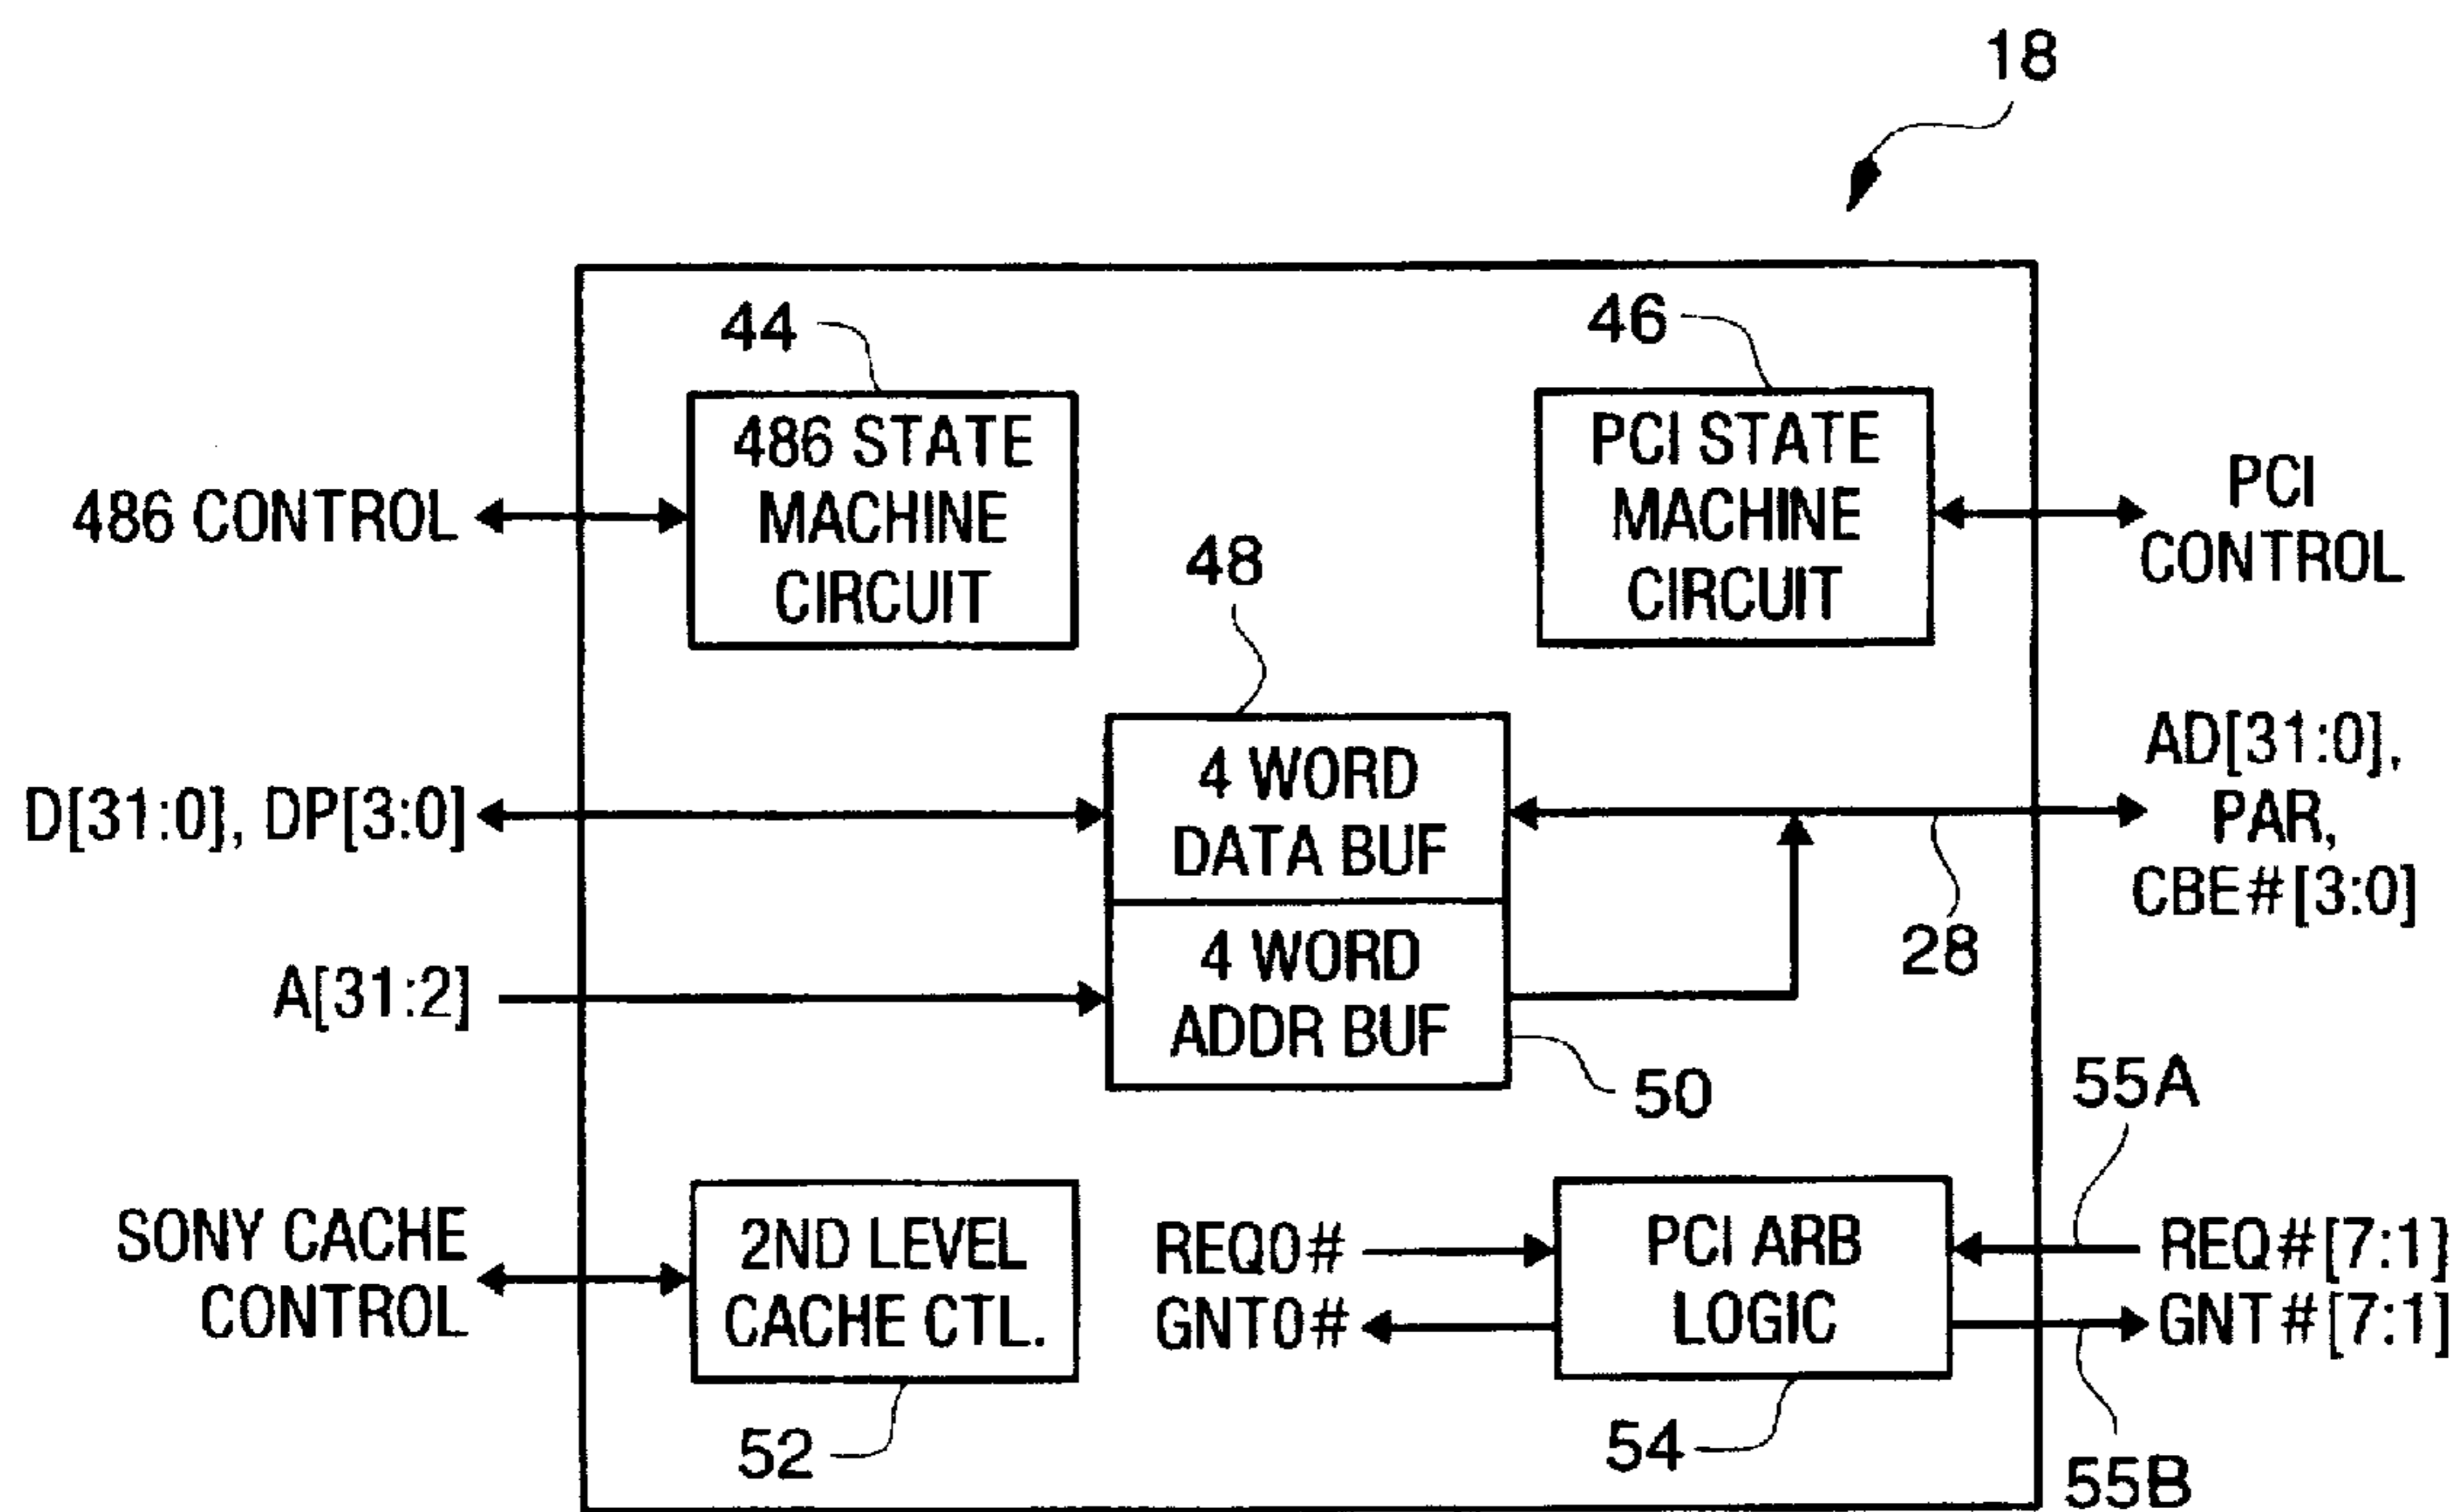 18
44
46
486 STATE
MACHINE
CIRCUIT
PCI STATE
MACHINE
CIRCUIT
486 CONTROL
PCI
CONTROL
48
4 WORD
DATA BUF
D[31:0], DP[3:0]
AD[31:0],
PAR,
CBE#[3:0]
28
4 WORD
ADDR BUF
A[31:2]
50
55A
SONY CACHE
CONTROL
2ND LEVEL
CACHE CTL.
REQ0#
GNT0#
PCI ARB
LOGIC
REQ#[7:1]
GNT#[7:1]
52
54
55B